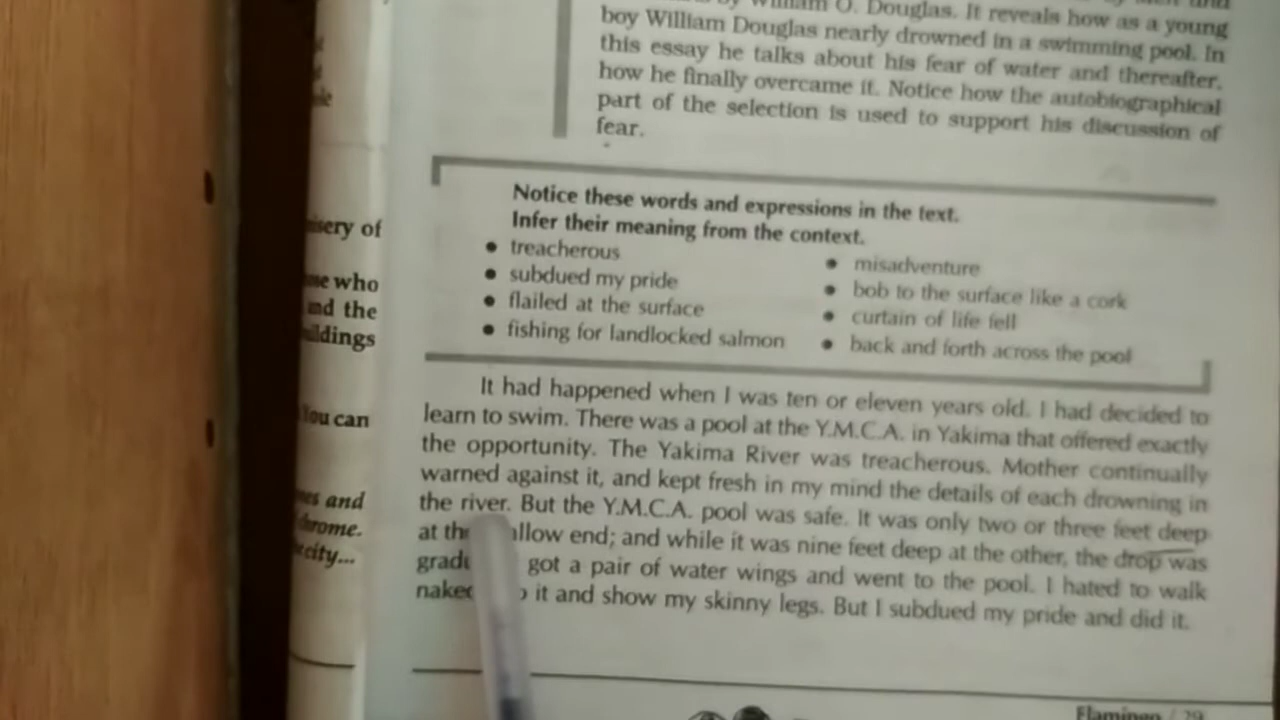 by William O. Douglas. It reveals how as a young
boy William Douglas nearly drowned in a swimming pool. In
this essay he talks about his fear of water and thereafter,
how he finally overcame it. Notice how the autobiographical
part of the selection is used to support his discussion of
fear.
Notice these words and expressions in the text.
Infer their meaning from the context.
• treacherous
• subdued my pride
• flailed at the surface
• fishing for landlocked salmon
• misadventure
• bob to the surface like a cork
• curtain of life fell
• back and forth across the pool
of
who
and the
You can
and
It had happened when I was ten or eleven years old. I had decided to
learn to swim. There was a pool at the Y.M.C.A. in Yakima that offered exactly
the opportunity. The Yakima River was treacherous. Mother continually
warned against it, and kept fresh in my mind the details of each drowning in
the river. But the Y.M.C.A. pool was safe. It was only two or three feet deep
at end; and while it was nine feet deep at the other, the drop was
got a pair of water wings and went to the pool. I hated to walk
it and show my skinny legs. But I subdued my pride and did it.
Flamingo / 29